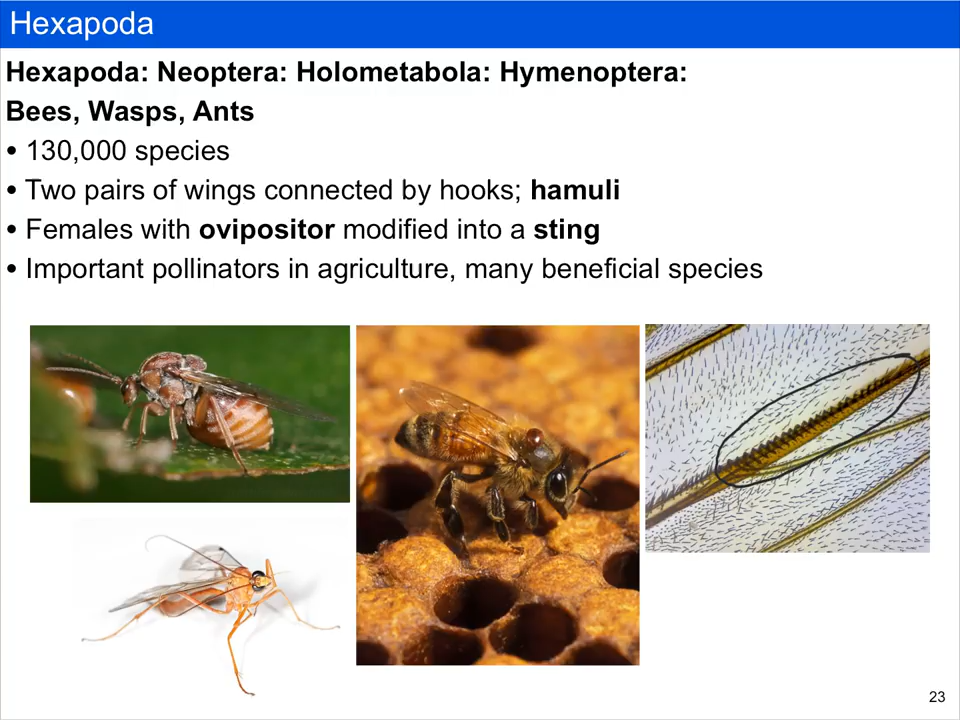 Hexapoda
Hexapoda: Neoptera: Holometabola: Hymenoptera:
Bees, Wasps, Ants
• 130,000 species
• Two pairs of wings connected by hooks; hamuli
• Females with ovipositor modified into a sting
• Important pollinators in agriculture, many beneficial species
23